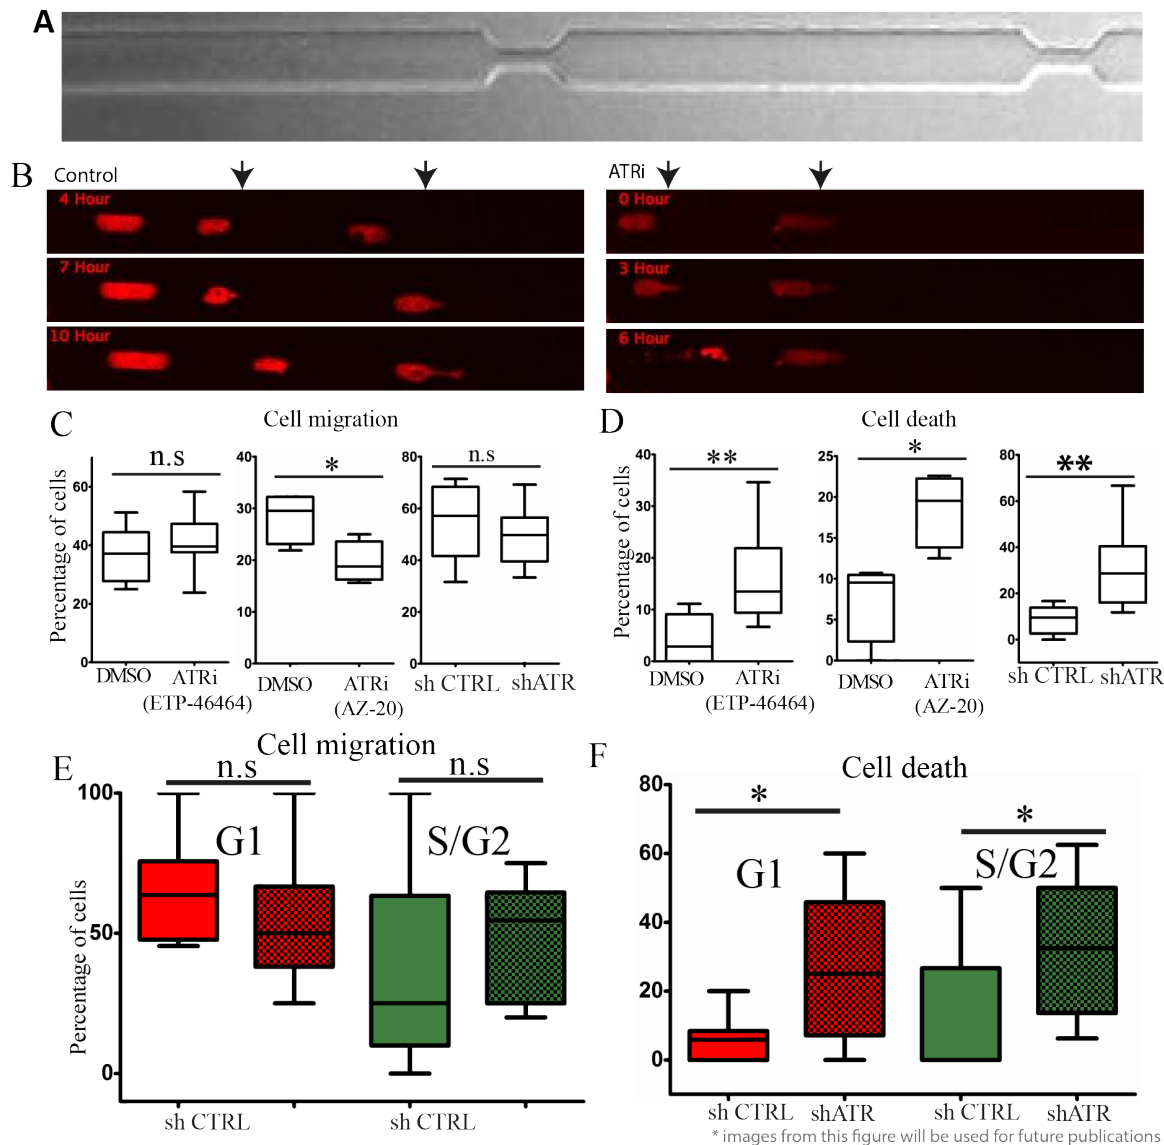 A
B
Control
ATRi
4 Hour
0 Hour
7 Hour
3 Hour
10 Hour
6 Hour
C
Cell migration
D
Cell death
Percentage of cells
60
40
20
0
n.s
DMSO
ATRi
(ETP-46464)
40
30
20
10
0
*
DMSO
ATRi
(AZ-20)
80
60
40
20
0
n.s
sh CTRL
shATR
Percentage of cells
40
30
20
10
0
**
DMSO
ATRi
(ETP-46464)
25
20
15
10
5
0
*
DMSO
ATRi
(AZ-20)
80
60
40
20
0
**
sh CTRL
shATR
E
Cell migration
n.s
n.s
G1
S/G2
Percentage of cells
100
50
0
sh CTRL
sh CTRL
F
Cell death
*
*
G1
S/G2
80
60
40
20
0
sh CTRL
shATR
sh CTRL
shATR
* images from this figure will be used for future publications